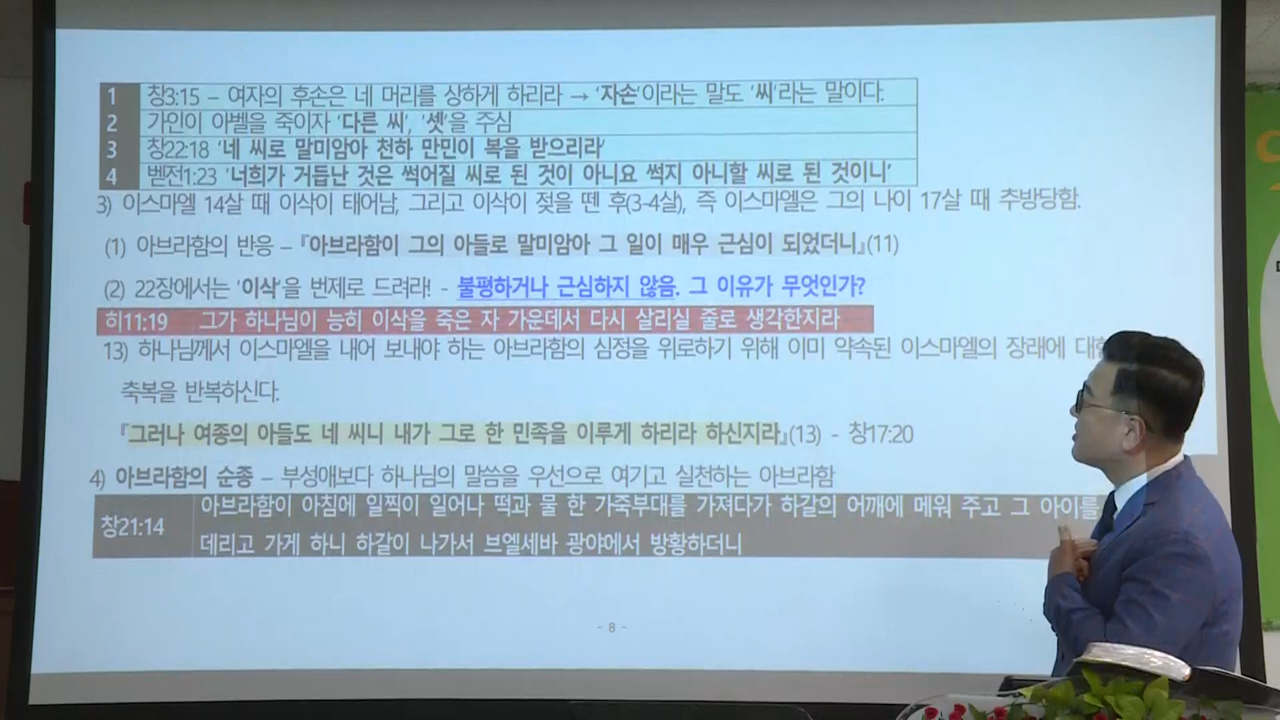 1 창3:15 – 여자의 후손은 네 머리를 상하게 하리라 → '자손'이라는 말도 '씨'라는 말이다.
2 가인이 아벨을 죽이자 '다른 씨', '셋'을 주심
3 창22:18 '네 씨로 말미암아 천하 만민이 복을 받으리라'
4 벧전1:23 '너희가 거듭난 것은 썩어질 씨로 된 것이 아니요 썩지 아니할 씨로 된 것이니'
3) 이스마엘 14살 때 이삭이 태어남, 그리고 이삭이 젖을 뗀 후(3-4살), 즉 이스마엘은 그의 나이 17살 때 추방당함.
(1) 아브라함의 반응 – 『아브라함이 그의 아들로 말미암아 그 일이 매우 근심이 되었더니』(11)
(2) 22장에서는 '이삭'을 번제로 드려라! - 불평하거나 근심하지 않음. 그 이유가 무엇인가?
히11:19 그가 하나님이 능히 이삭을 죽은 자 가운데서 다시 살리실 줄로 생각한지라
13) 하나님께서 이스마엘을 내어 보내야 하는 아브라함의 심정을 위로하기 위해 이미 약속된 이스마엘의 장래에
축복을 반복하신다.
『그러나 여종의 아들도 네 씨니 내가 그로 한 민족을 이루게 하리라 하신지라』(13) - 창17:20
4) 아브라함의 순종 – 부성애보다 하나님의 말씀을 우선으로 여기고 실천하는 아브라함
창21:14 아브라함이 아침에 일찍이 일어나 떡과 물 한 가죽부대를 가져다가 하갈의 어깨에 메워 주고 그 아이를
데리고 가게 하니 하갈이 나가서 브엘세바 광야에서 방황하더니
- 8 -